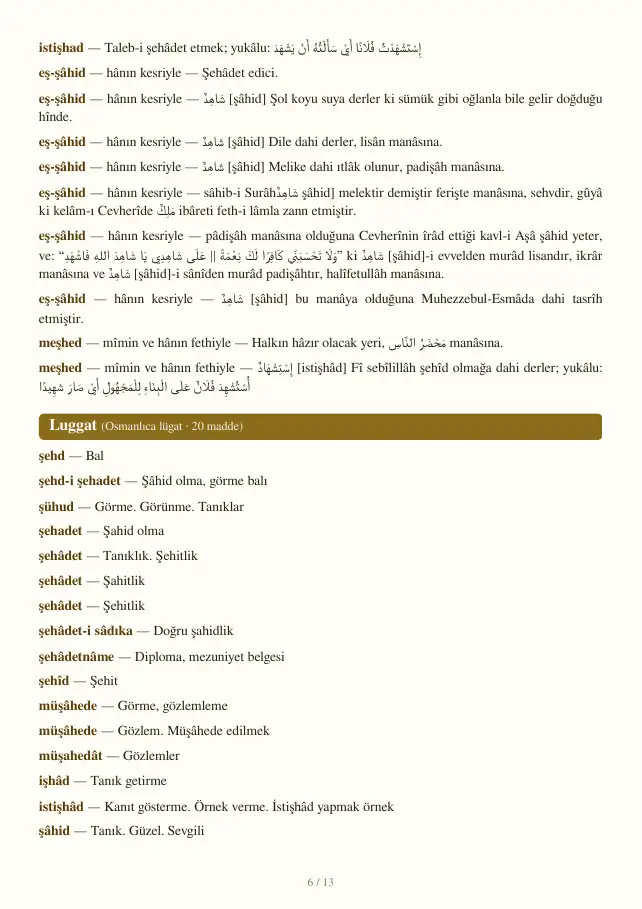 istişhad — Taleb-i şehâdet etmek; yukâlu: إِسْتَشْهَدْتُ فُلَانًا أَيْ سَأَلْتُهُ أَنْ يَشْهَدَ
eş-şâhid — hânın kesriyle — Şehâdet edici.
eş-şâhid — hânın kesriyle — شَاهِدٌ [şâhid] Şol koyu suya derler ki sümük gibi oğlanla bile gelir doğduğu
hînde.
eş-şâhid — hânın kesriyle — شَاهِدٌ [şâhid] Dile dahi derler, lisân manâsına.
eş-şâhid — hânın kesriyle — شَاهِدٌ [şâhid] Melike dahi ıtlâk olunur, padişâh manâsına.
eş-şâhid — hânın kesriyle — sâhib-i Surâhشَاهِدٌ şâhid] melektir demiştir ferişte manâsına, sehvdir, gûyâ
ki kelâm-ı Cevherîde مَلِكٌ ibâreti feth-i lâmla zann etmiştir.
eş-şâhid — hânın kesriyle — pâdişâh manâsına olduğuna Cevherînin îrâd ettiği kavl-i Aşâ şâhid yeter,
ve: “وَلَا تَحْسَبَنِّي كَافِرًا لَكَ نِعْمَةً || عَلَى شَاهِدِي يَا شَاهِدَ اللهِ فَاشْهَدِ” ki شَاهِدٌ [şâhid]-i evvelden murâd lisandır, ikrâr
manâsına ve شَاهِدٌ [şâhid]-i sânîden murâd padişâhtır, halîfetullâh manâsına.
eş-şâhid — hânın kesriyle — شَاهِدٌ [şâhid] bu manâya olduğuna Muhezzebul-Esmâda dahi tasrîh
etmiştir.
meşhed — mîmin ve hânın fethiyle — Halkın hâzır olacak yeri, مَحْضَرُ النَّاسِ manâsına.
meşhed — mîmin ve hânın fethiyle — إِسْتِشْهَادٌ [istişhâd] Fî sebîlillâh şehîd olmağa dahi derler; yukâlu:
أُسْتُشْهِدَ فُلَانٌ عَلَى الْبِنَاءِ لِلْمَجْهُولِ أَيْ صَارَ شَهِيدًا
Luggat (Osmanlıca lügat · 20 madde)
şehd — Bal
şehd-i şehadet — Şâhid olma, görme balı
şühud — Görme. Görünme. Tanıklar
şehadet — Şahid olma
şehâdet — Tanıklık. Şehitlik
şehâdet — Şahitlik
şehâdet — Şehitlik
şehâdet-i sâdıka — Doğru şahidlik
şehâdetnâme — Diploma, mezuniyet belgesi
şehîd — Şehit
müşâhede — Görme, gözlemleme
müşâhede — Gözlem. Müşâhede edilmek
müşahedât — Gözlemler
işhâd — Tanık getirme
istişhâd — Kanıt gösterme. Örnek verme. İstişhâd yapmak örnek
şâhid — Tanık. Güzel. Sevgili
6 / 13